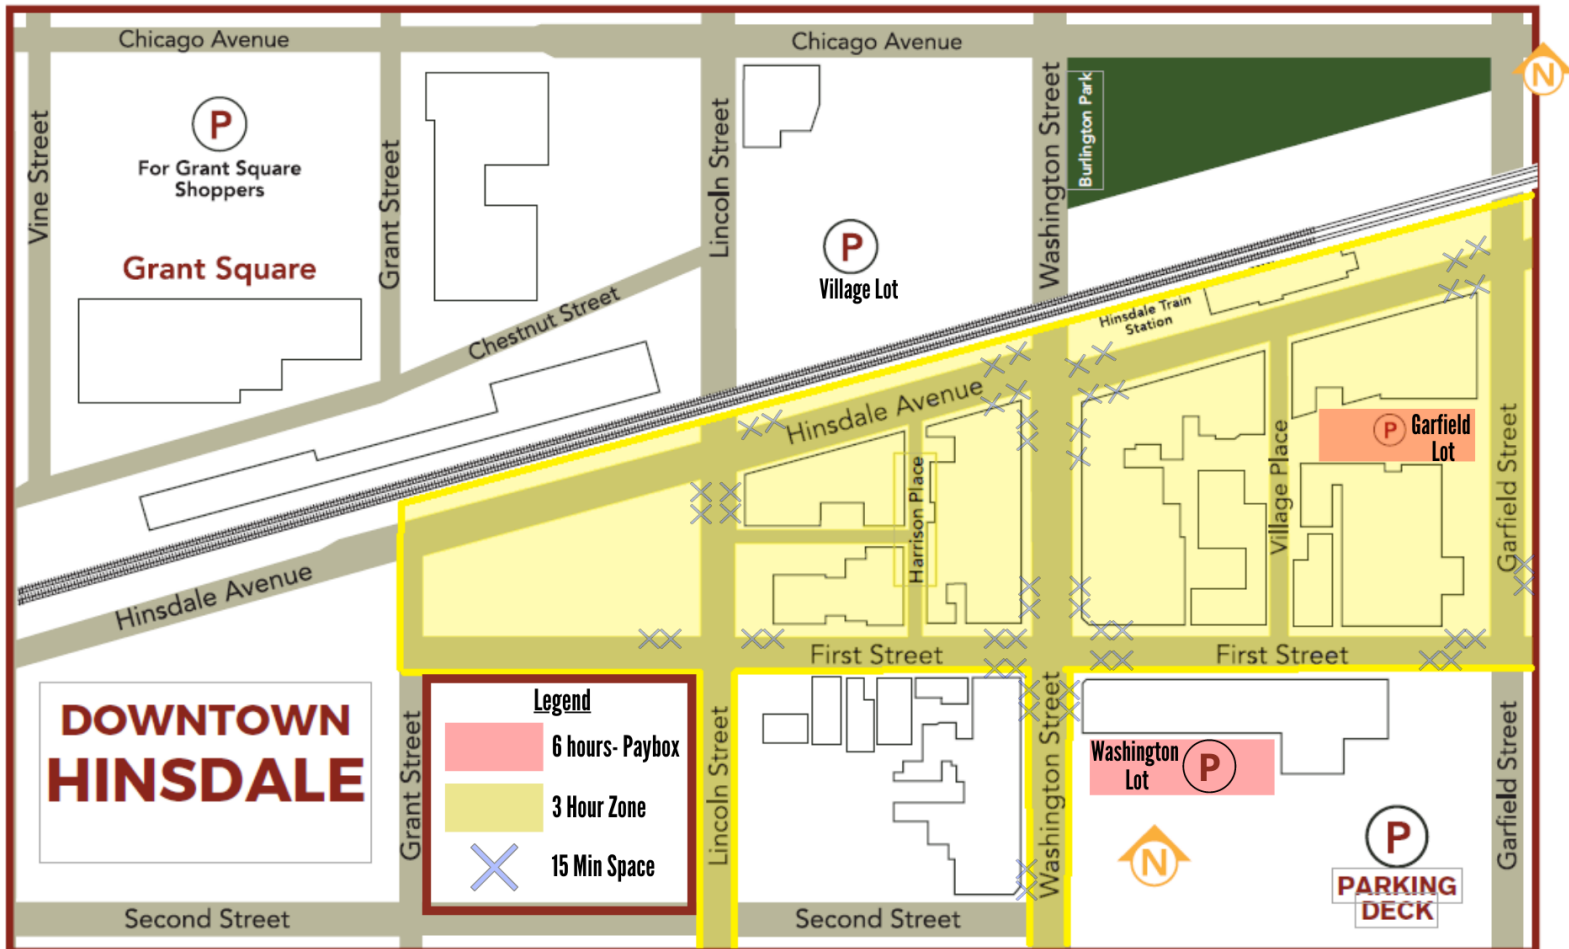 Chicago Avenue
Chicago Avenue
N
Vine Street
P
For Grant Square
Shoppers
Grant Square
Grant Street
Lincoln Street
Washington Street
Burlington Park
P
Village Lot
Chestnut Street
Hinsdale Train
Station
Hinsdale Avenue
Hinsdale Avenue
Harrison Place
Village Place
P
Garfield
Lot
Garfield Street
First Street
First Street
DOWNTOWN
HINSDALE
Grant Street
Legend
6 hours- Paybox
3 Hour Zone
15 Min Space
Lincoln Street
Washington Street
Washington
Lot
P
N
P
PARKING
DECK
Garfield Street
Second Street
Second Street